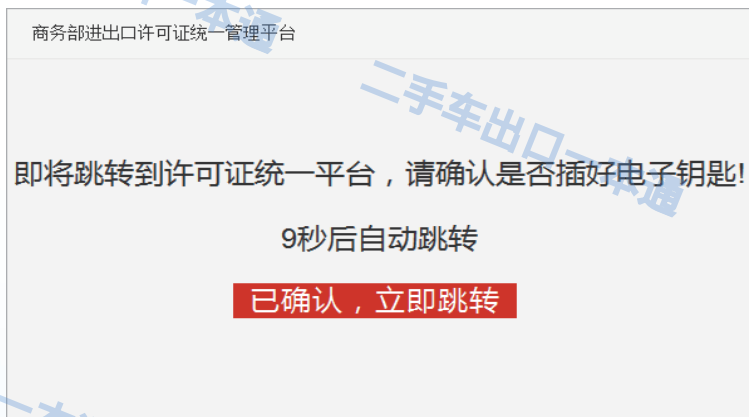 商务部进出口许可证统一管理平台
二手车出口一本通
即将跳转到许可证统一平台，请确认是否插好电子钥匙!
9秒后自动跳转
已确认，立即跳转